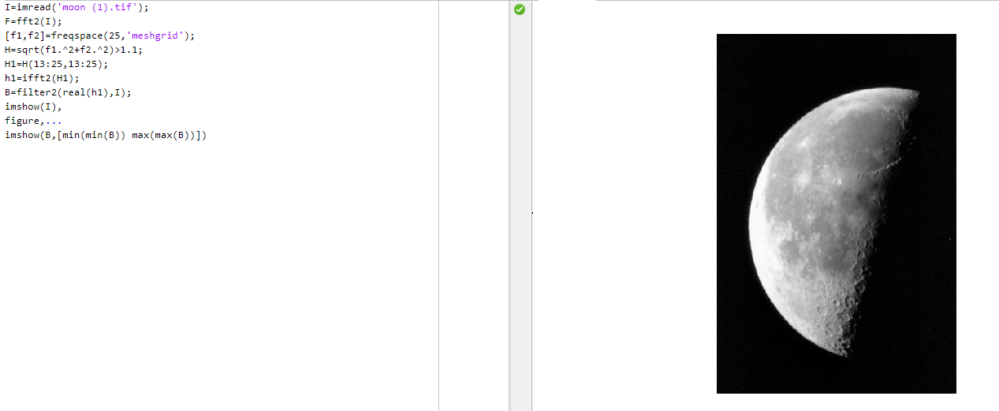 I=imread('moon (1).tif');
F=fft2(I);
[f1,f2]=freqspace(25,'meshgrid');
H=sqrt(f1.^2+f2.^2)>1.1;
H1=H(13:25,13:25);
h1=ifft2(H1);
B=filter2(real(h1),I);
imshow(I),
figure,...
imshow(B,[min(min(B)) max(max(B))])